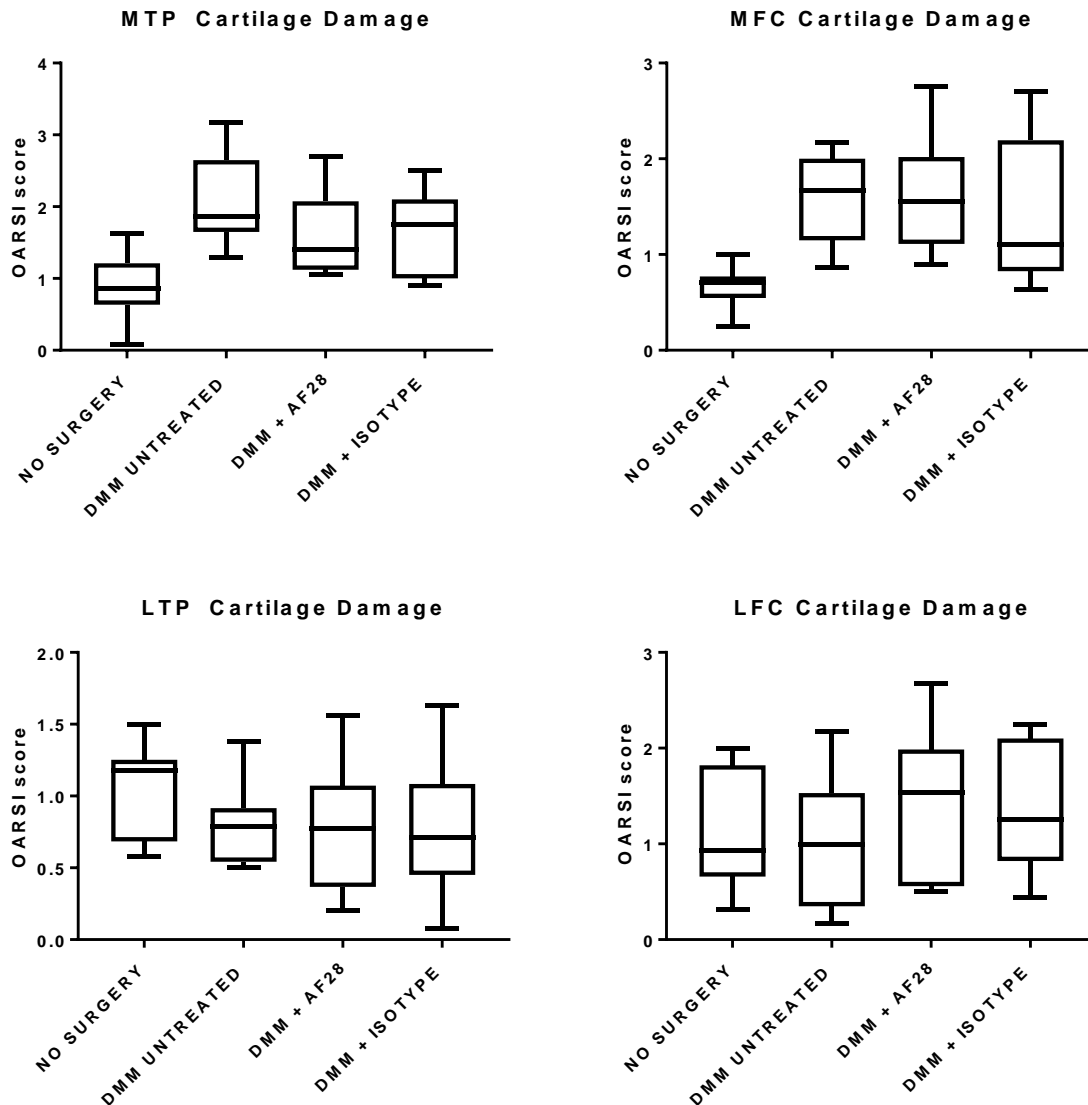 MTP Cartilage Damage
4
3
2
1
0
OARSI score
NO SURGERY
DMM UNTREATED
DMM + AF28
DMM + ISOTYPE
MFC Cartilage Damage
3
2
1
0
OARSI score
NO SURGERY
DMM UNTREATED
DMM + AF28
DMM + ISOTYPE
LTP Cartilage Damage
2.0
1.5
1.0
0.5
0.0
OARSI score
NO SURGERY
DMM UNTREATED
DMM + AF28
DMM + ISOTYPE
LFC Cartilage Damage
3
2
1
0
OARSI score
NO SURGERY
DMM UNTREATED
DMM + AF28
DMM + ISOTYPE